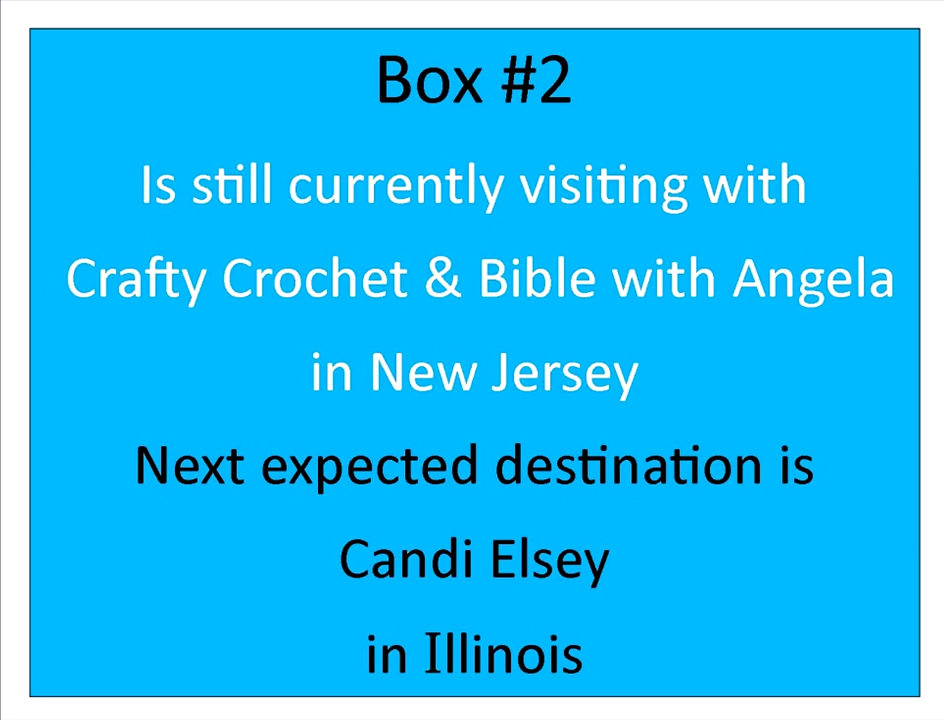 Box #2
Is still currently visiting with
Crafty Crochet & Bible with Angela
in New Jersey
Next expected destination is
Candi Elsey
in Illinois